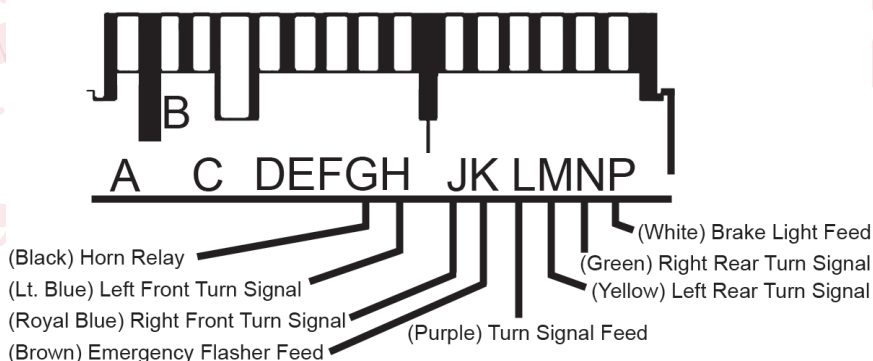 B
A C DEFGH JK LMNP
(White) Brake Light Feed
(Black) Horn Relay
(Green) Right Rear Turn Signal
(Lt. Blue) Left Front Turn Signal
(Yellow) Left Rear Turn Signal
(Royal Blue) Right Front Turn Signal
(Purple) Turn Signal Feed
(Brown) Emergency Flasher Feed